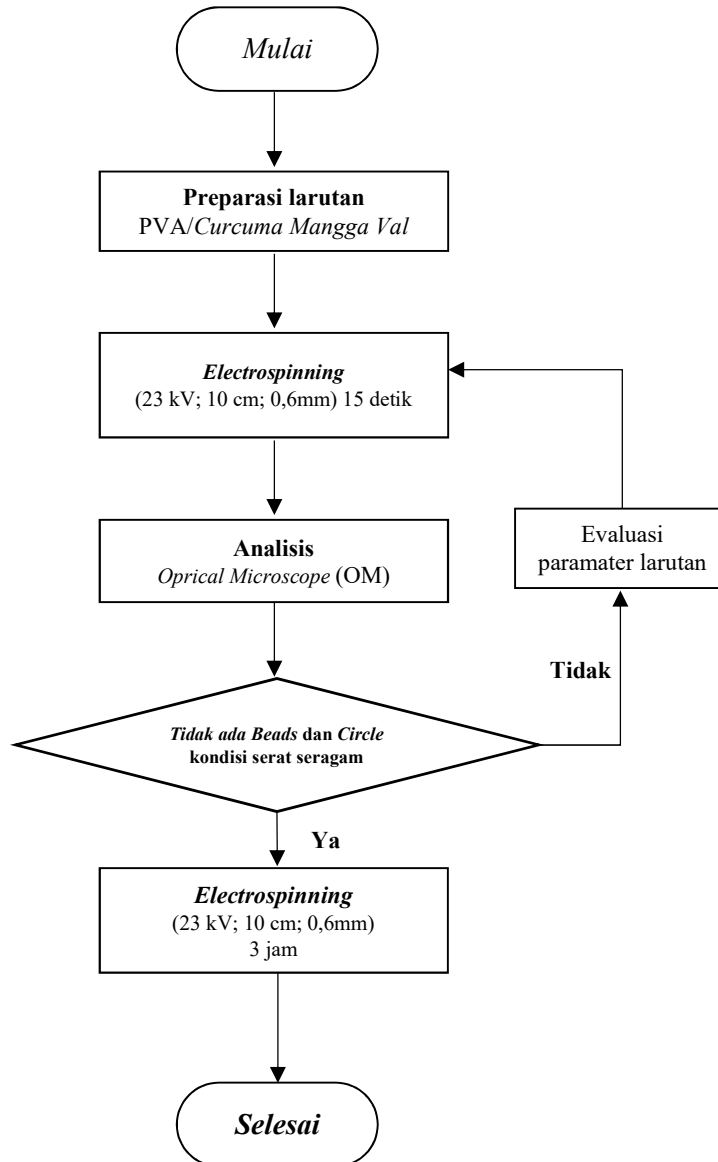 Mulai
Preparasi larutan
PVA/Curcuma Mangga Val
Electrospinning
(23 kV; 10 cm; 0,6mm) 15 detik
Analisis
Oprical Microscope (OM)
Evaluasi
paramater larutan
Tidak
Tidak ada Beads dan Circle
kondisi serat seragam
Ya
Electrospinning
(23 kV; 10 cm; 0,6mm)
3 jam
Selesai